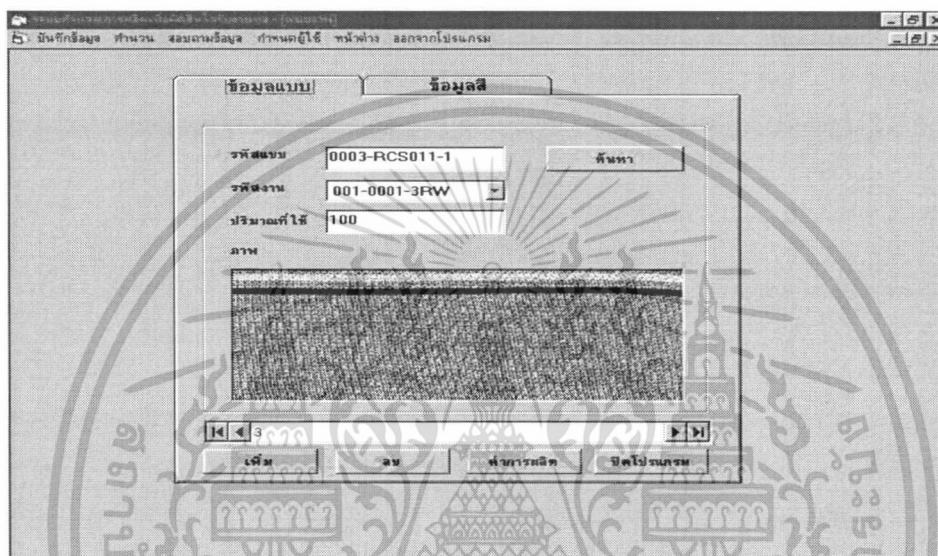 บันทึกข้อมูล คำนวน สอบถามข้อมูล กำหนดผู้ใช้ หน้าต่าง ออกจากโปรแกรม
ข้อมูลแบบ ข้อมูลสี
รหัสแบบ 0003-RCS011-1 ค้นหา
รหัสงาน 001-0001-3RW
ปริมาณที่ใช้ 100
ภาพ
3
เพิ่ม ลบ ค่าการผลิต ปิดโปรแกรม